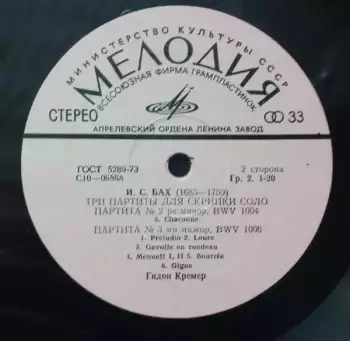 МИНИСТЕРСТВО КУЛЬТУРЫ СССР
МЕЛОДИЯ
ВСЕСОЮЗНАЯ ФИРМА ГРАМПЛАСТИНОК
СТЕРЕО 33
АПРЕЛЕВСКИЙ ОРДЕНА ЛЕНИНА ЗАВОД
ГОСТ 5289-73 2 сторона
С10—06868 Гр. 2. 1-20
И. С. БАХ (1685—1750)
ТРИ ПАРТИТЫ ДЛЯ СКРИПКИ СОЛО
ПАРТИТА № 2 ре минор, BWV 1004
5. Chaconne
ПАРТИТА № 3 ми мажор, BWV 1006
1. Preludio 2. Loure
3. Gavotte en rondeau
4. Menuett I, II 5. Bourrée
6. Gigue
Гидон Кремер